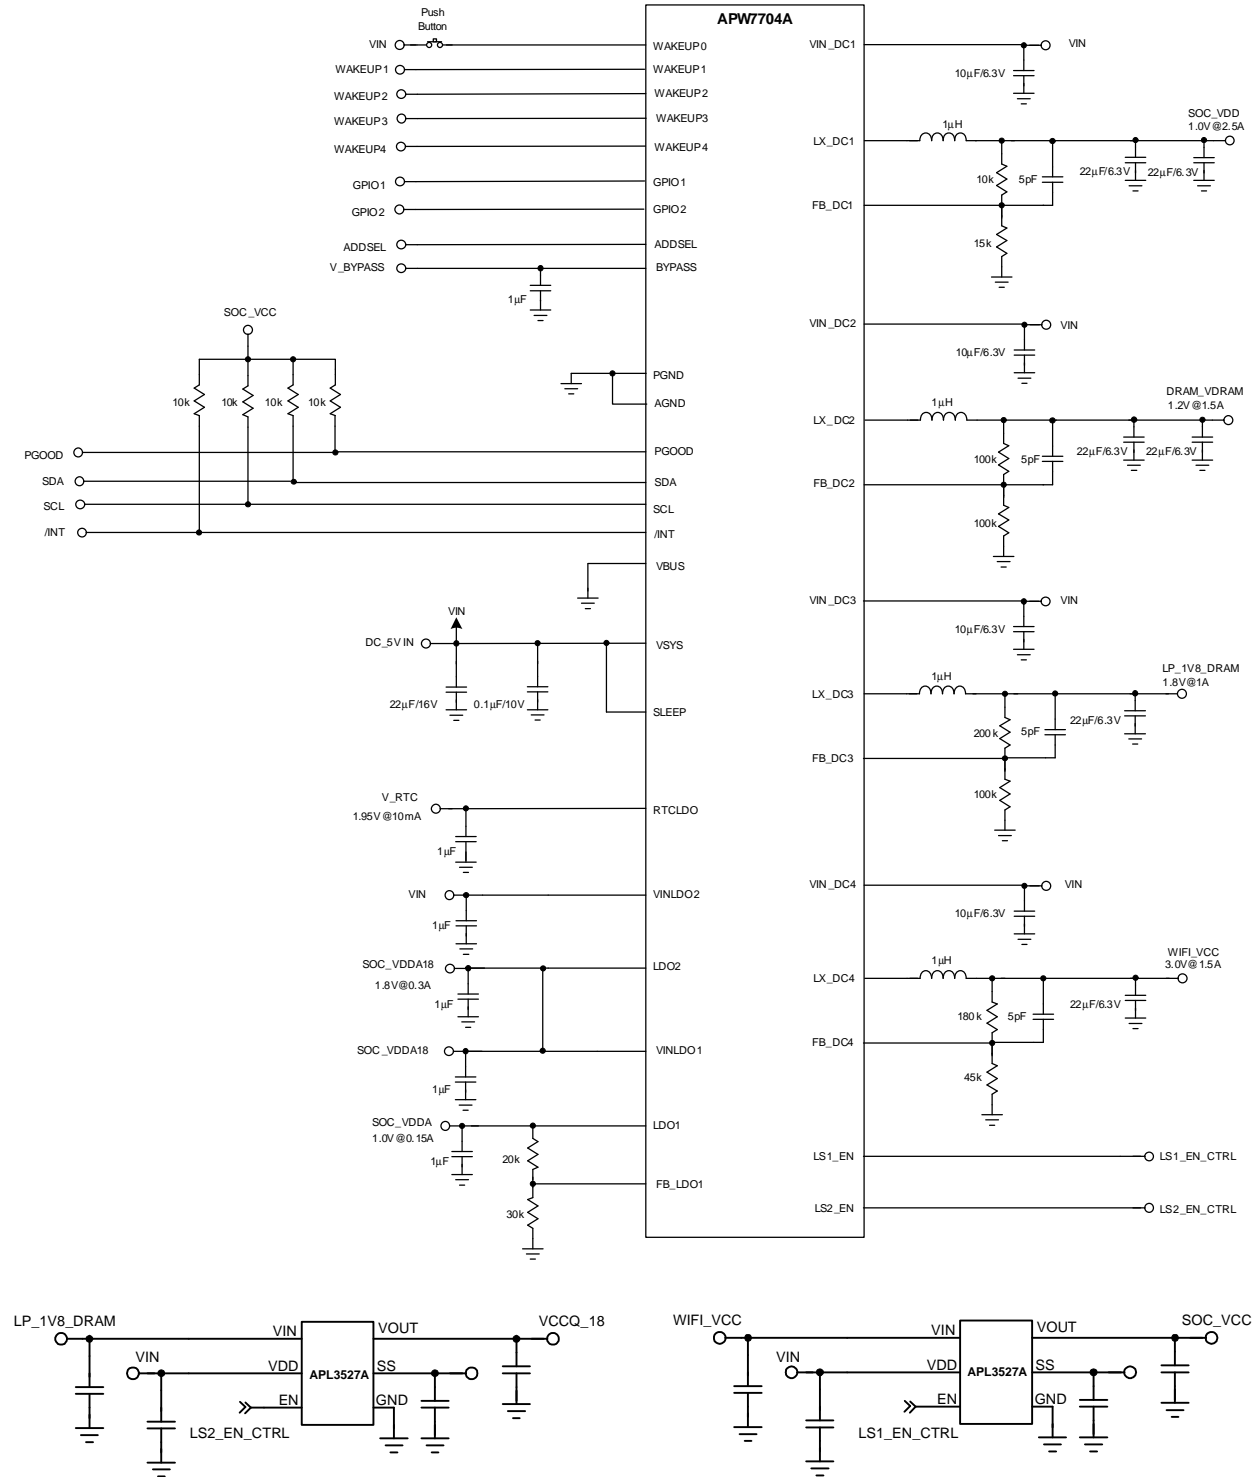 Push
Button
APW7704A
VIN
WAKEUP0
WAKEUP1
WAKEUP1
WAKEUP2
WAKEUP2
WAKEUP3
WAKEUP3
WAKEUP4
WAKEUP4
GPIO1
GPIO1
GPIO2
GPIO2
ADDSEL
ADDSEL
V_BYPASS
BYPASS
1μF
SOC_VCC
10k
10k
10k
10k
PGND
AGND
PGOOD
PGOOD
SDA
SDA
SCL
SCL
/INT
/INT
VBUS
VIN
DC_5V IN
VSYS
22μF/16V
0.1μF/10V
SLEEP
V_RTC
1.95V@10mA
RTCLDO
1μF
VIN
VINLDO2
1μF
SOC_VDDA18
1.8V@0.3A
LDO2
1μF
SOC_VDDA18
VINLDO1
1μF
SOC_VDDA
1.0V@0.15A
LDO1
1μF
20k
FB_LDO1
30k
VIN_DC1
VIN
10μF/6.3V
SOC_VDD
1.0V@2.5A
1μH
LX_DC1
10k
5pF
22μF/6.3V
22μF/6.3V
FB_DC1
15k
VIN_DC2
VIN
10μF/6.3V
DRAM_VDRAM
1.2V@1.5A
1μH
LX_DC2
100k
5pF
22μF/6.3V
22μF/6.3V
FB_DC2
100k
VIN_DC3
VIN
10μF/6.3V
LP_1V8_DRAM
1.8V@1A
1μH
LX_DC3
200k
5pF
22μF/6.3V
FB_DC3
100k
VIN_DC4
VIN
10μF/6.3V
WIFI_VCC
3.0V@1.5A
1μH
LX_DC4
180k
5pF
22μF/6.3V
FB_DC4
45k
LS1_EN
LS1_EN_CTRL
LS2_EN
LS2_EN_CTRL
LP_1V8_DRAM
VIN
VOUT
VCCQ_18
VIN
VDD
APL3527A
SS
EN
GND
LS2_EN_CTRL
WIFI_VCC
VIN
VOUT
SOC_VCC
VIN
VDD
APL3527A
SS
EN
GND
LS1_EN_CTRL